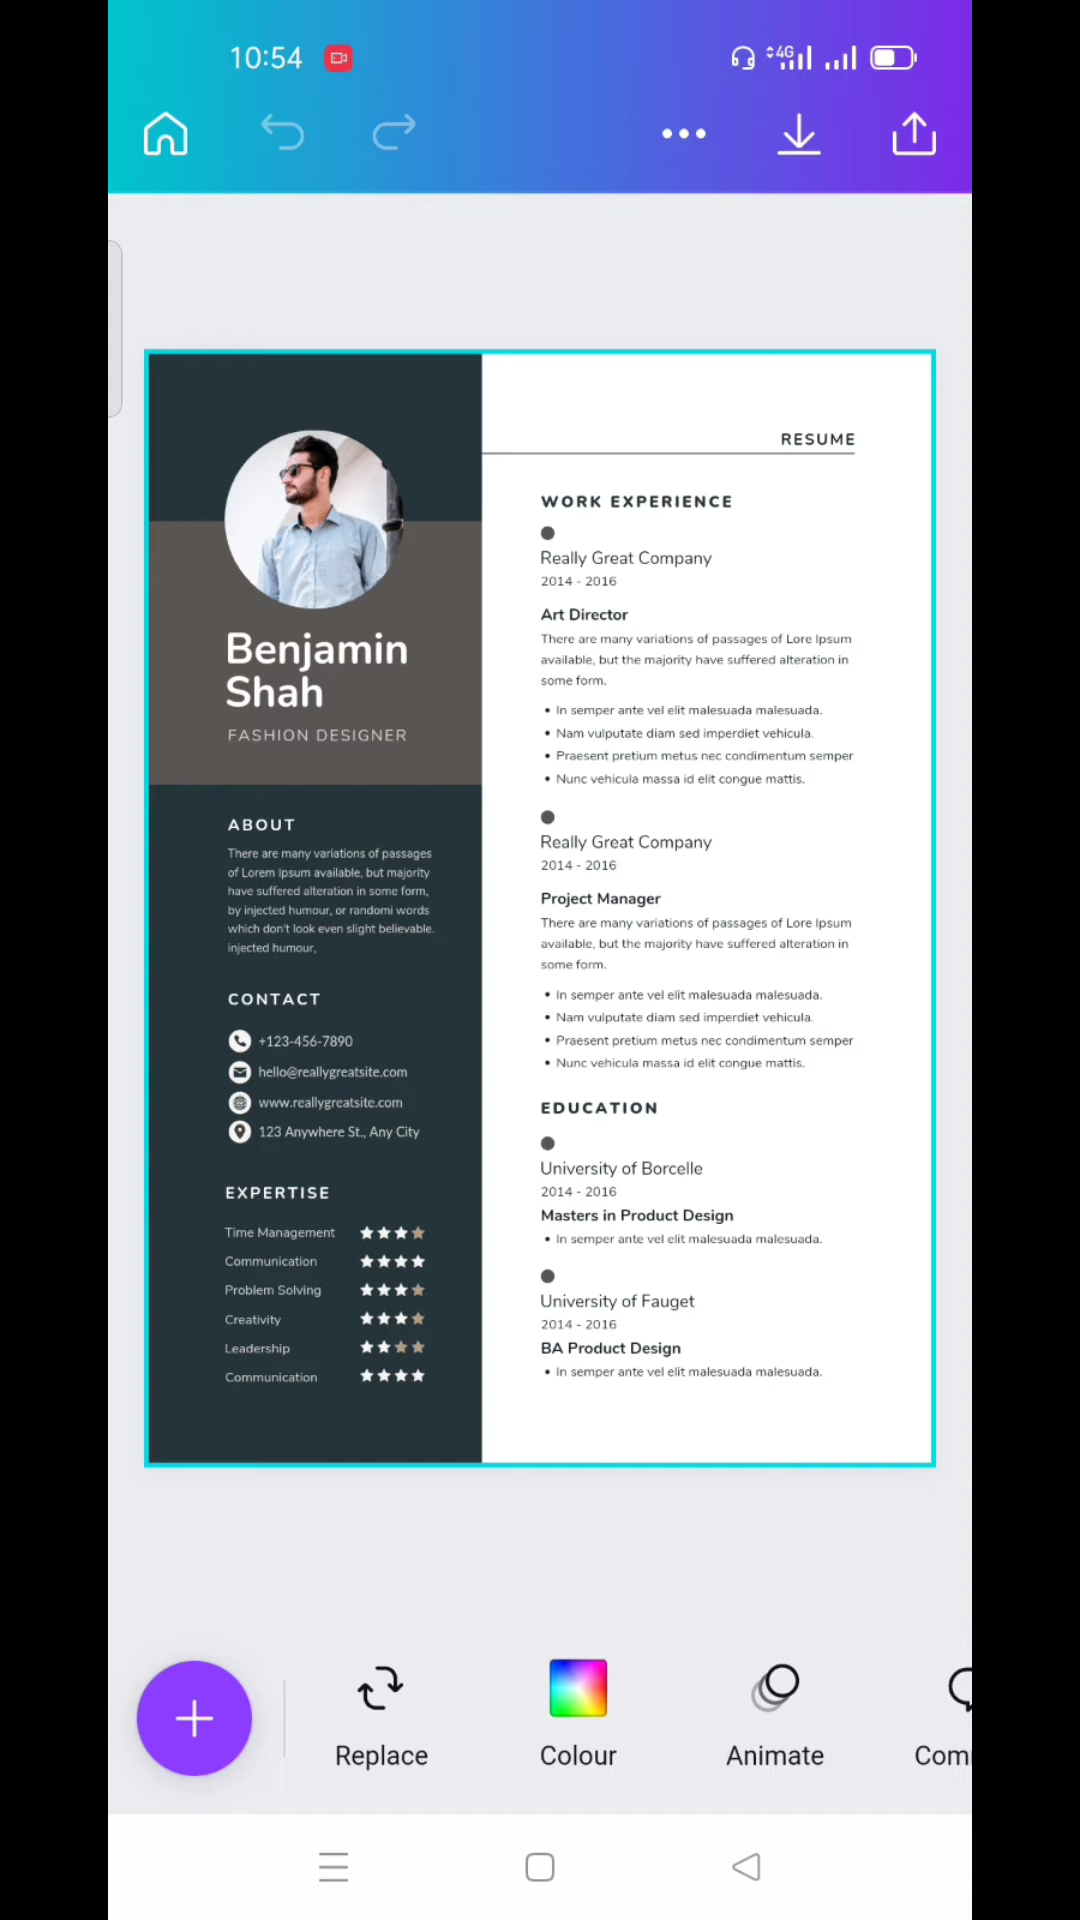 10:54
4G
RESUME
Benjamin
Shah
FASHION DESIGNER
ABOUT
There are many variations of passages
of Lorem Ipsum available, but majority
have suffered alteration in some form,
by injected humour, or randomi words
which don't look even slight believable.
injected humour,
CONTACT
+123-456-7890
hello@reallygreatsite.com
www.reallygreatsite.com
123 Anywhere St., Any City
EXPERTISE
Time Management
Communication
Problem Solving
Creativity
Leadership
Communication
WORK EXPERIENCE
Really Great Company
2014 - 2016
Art Director
There are many variations of passages of Lore Ipsum
available, but the majority have suffered alteration in
some form.
• In semper ante vel elit malesuada malesuada.
• Nam vulputate diam sed imperdiet vehicula.
• Praesent pretium metus nec condimentum semper
• Nunc vehicula massa id elit congue mattis.
Really Great Company
2014 - 2016
Project Manager
There are many variations of passages of Lore Ipsum
available, but the majority have suffered alteration in
some form.
• In semper ante vel elit malesuada malesuada.
• Nam vulputate diam sed imperdiet vehicula.
• Praesent pretium metus nec condimentum semper
• Nunc vehicula massa id elit congue mattis.
EDUCATION
University of Borcelle
2014 - 2016
Masters in Product Design
• In semper ante vel elit malesuada malesuada.
University of Fauget
2014 - 2016
BA Product Design
• In semper ante vel elit malesuada malesuada.
Replace
Colour
Animate
Com